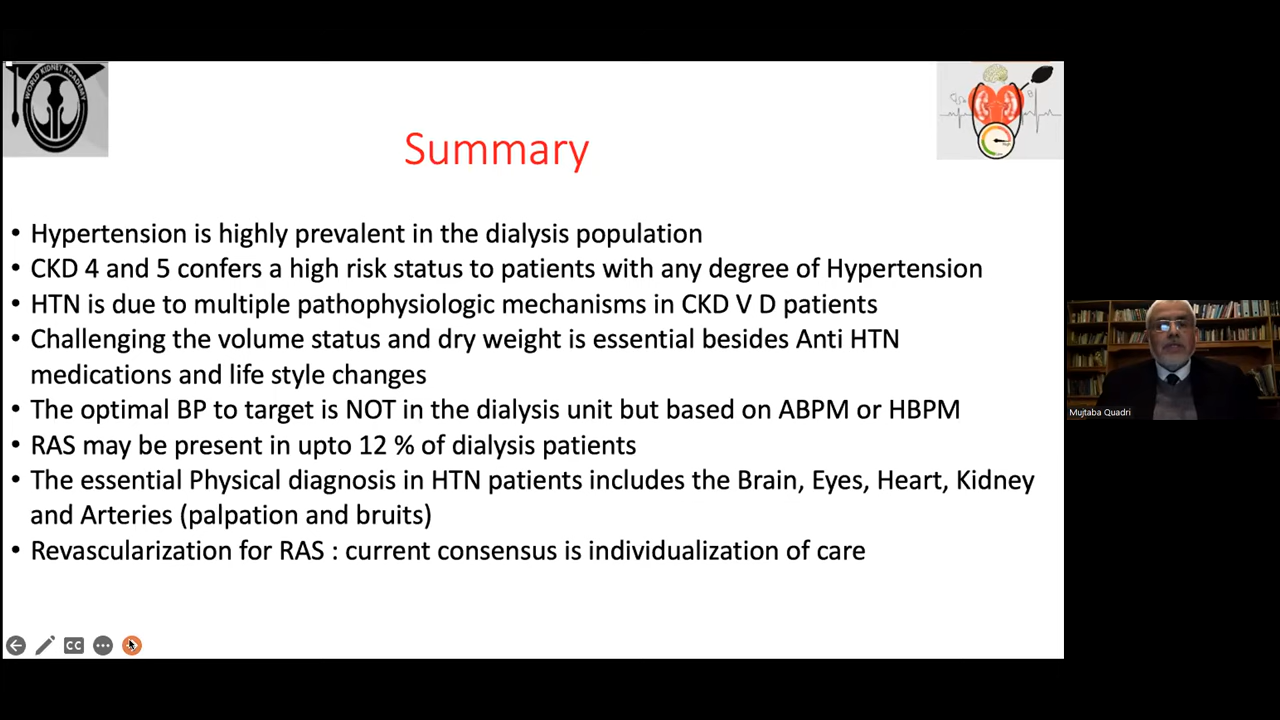 WORLD KIDNEY ACADEMY
Summary
• Hypertension is highly prevalent in the dialysis population
• CKD 4 and 5 confers a high risk status to patients with any degree of Hypertension
• HTN is due to multiple pathophysiologic mechanisms in CKD V D patients
• Challenging the volume status and dry weight is essential besides Anti HTN
medications and life style changes
• The optimal BP to target is NOT in the dialysis unit but based on ABPM or HBPM
• RAS may be present in upto 12 % of dialysis patients
• The essential Physical diagnosis in HTN patients includes the Brain, Eyes, Heart, Kidney
and Arteries (palpation and bruits)
• Revascularization for RAS : current consensus is individualization of care
CC
Mujtaba Quadri